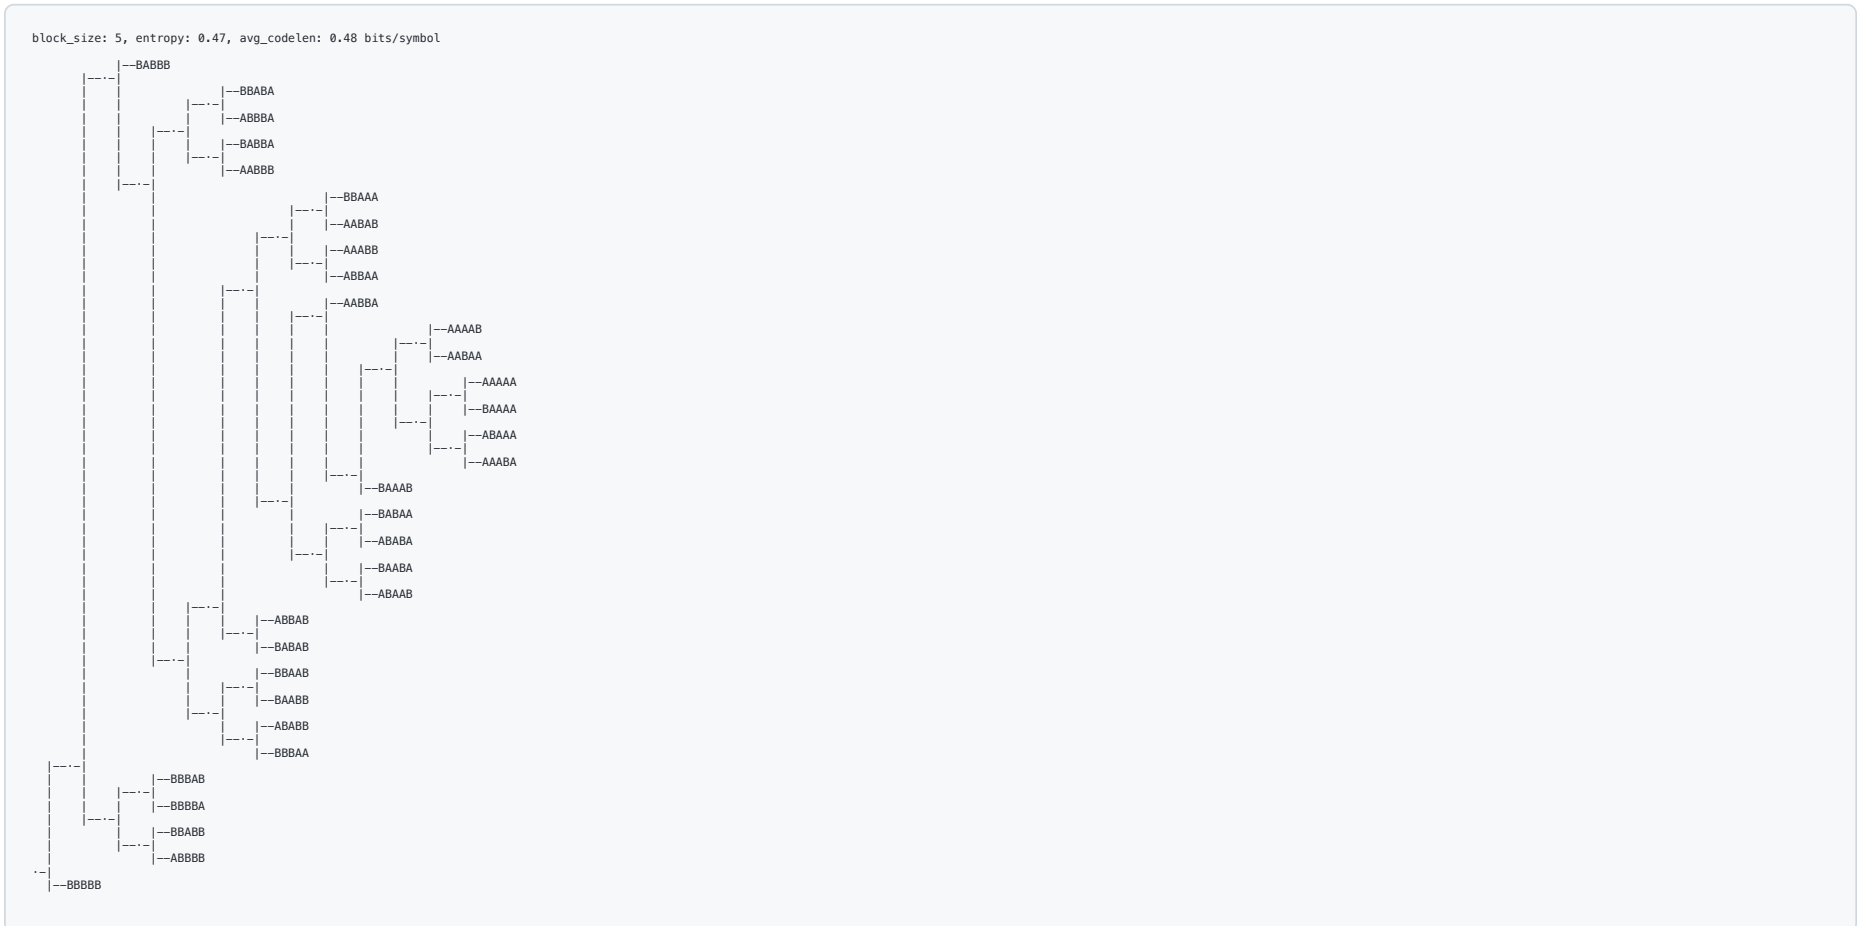 block_size: 5, entropy: 0.47, avg_codelen: 0.48 bits/symbol
BABBB
BBABA
ABBBA
BABBA
AABBB
BBAAA
AABAB
AAABB
ABBAA
AABBA
AAAAB
AABAA
AAAAA
BAAAA
ABAAA
AAABA
BAAAB
BABAA
ABABA
BAABA
ABAAB
ABBAB
BABAB
BBAAB
BAABB
ABABB
BBBAA
BBBAB
BBBBA
BBABB
ABBBB
BBBBB